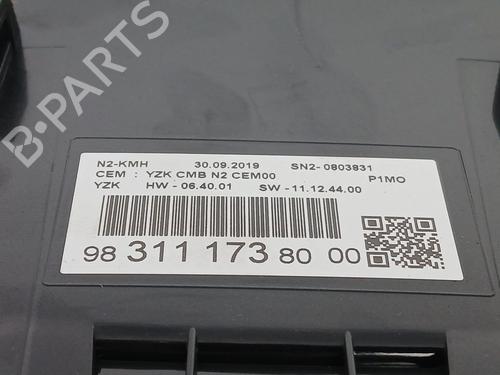 N2-KMH 30.09.2019 SN2- 0803831
CEM : YZK CMB N2 CEM00 P1MO
YZK HW - 06.40.01 SW -11.12.44.00
98 311 173 80 00
B-PARTS